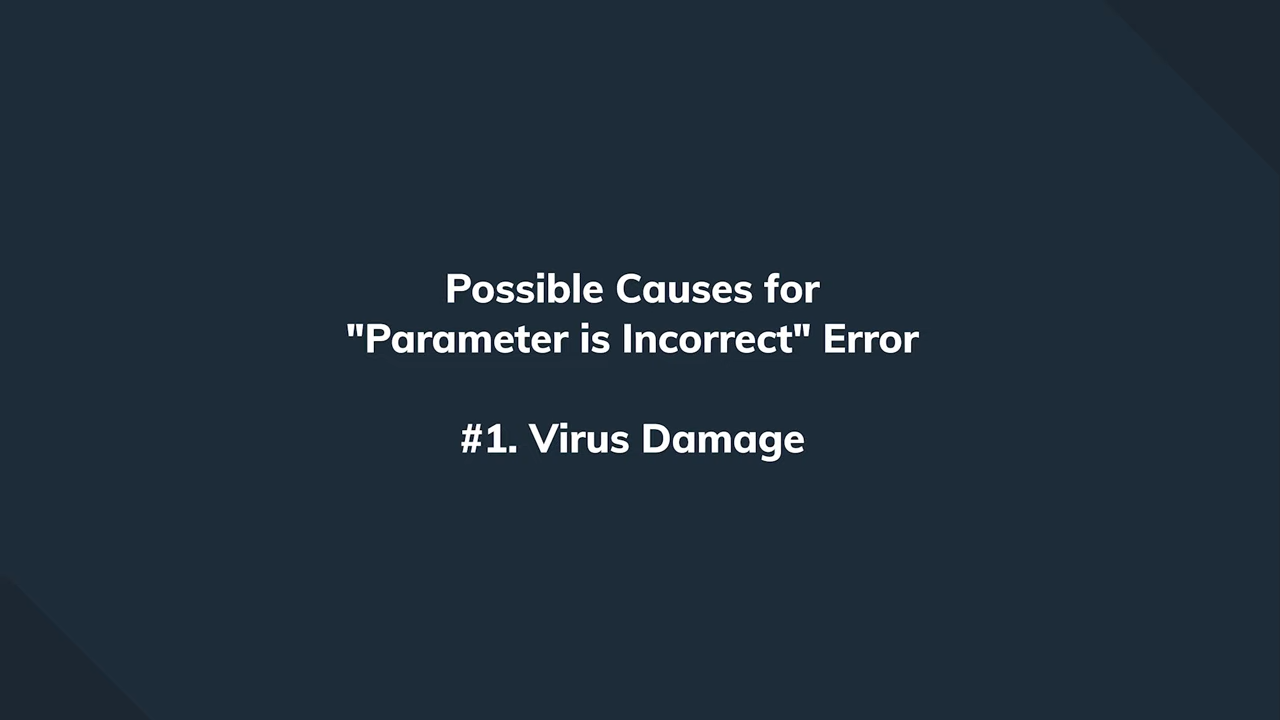 Possible Causes for
"Parameter is Incorrect" Error
#1. Virus Damage